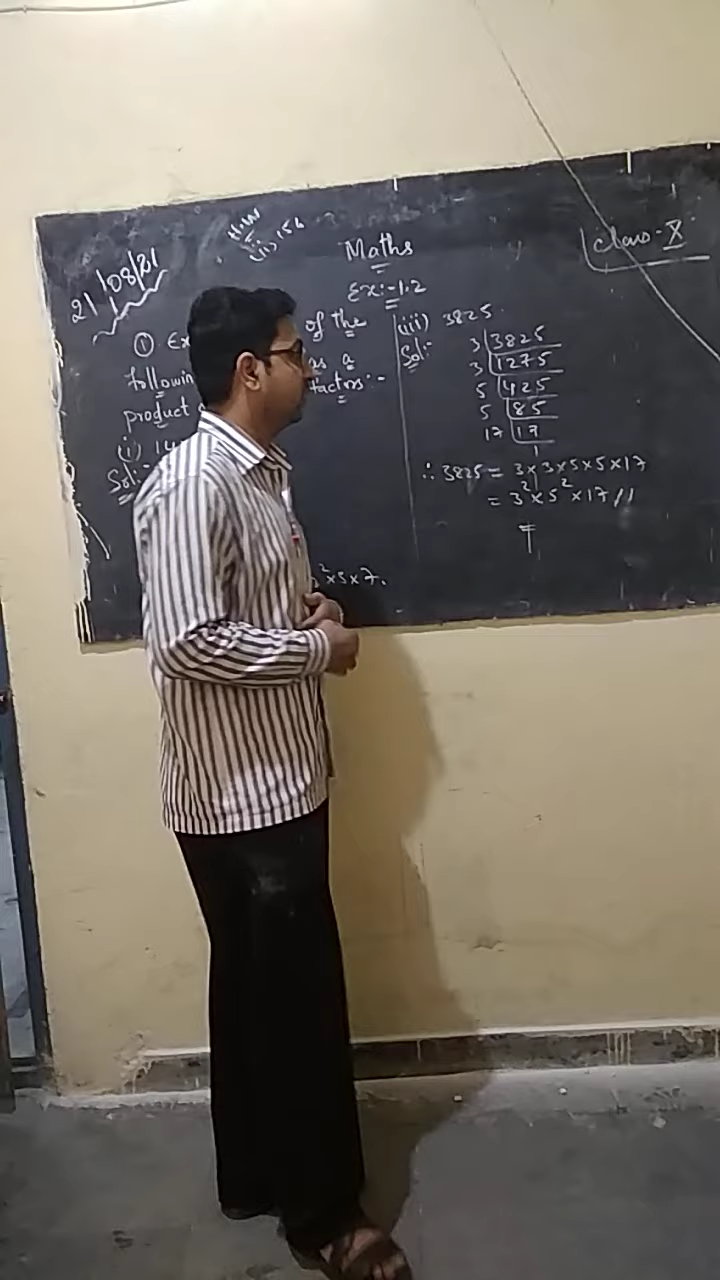 21/08/21
H.W
(ii) 156
Maths
Ex:-1.2
Class-X
① Ex of the
followin as a
product factors:-
(i) 14
Sol:-
²×5×7.
(iii) 3825.
Sol:-
3 3825
3 1275
5 425
5 85
17 17
1
∴ 3825 = 3×3×5×5×17
= 3²×5²×17//